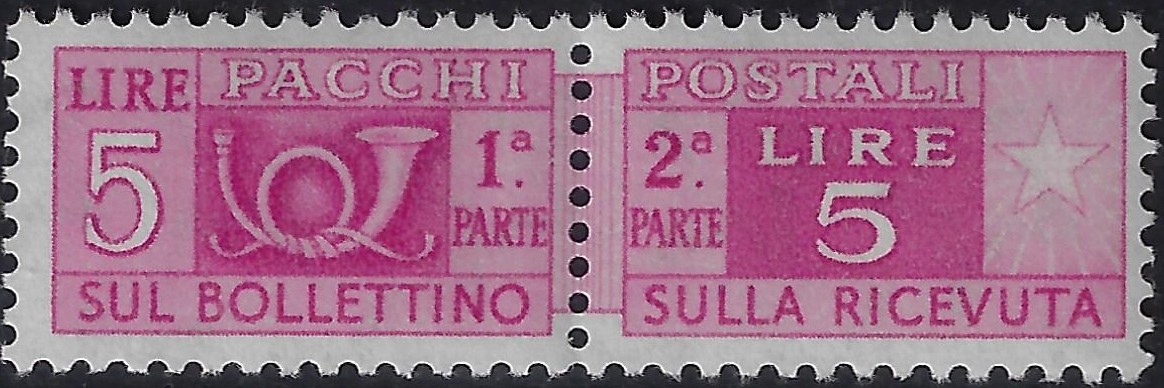 LIRE
5
PACCHI
1.ª
PARTE
SUL BOLLETTINO
POSTALI
2.ª
PARTE
LIRE
5
SULLA RICEVUTA